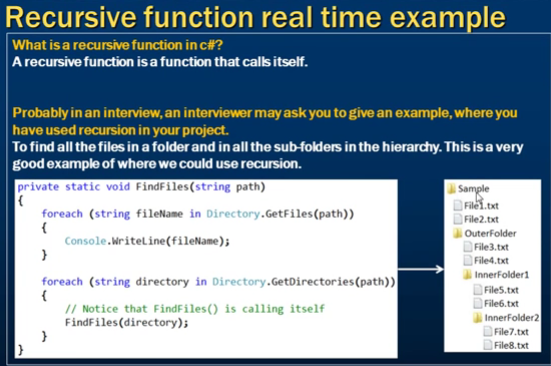 Recursive function real time example
What is a recursive function in c#?
A recursive function is a function that calls itself.
Probably in an interview, an interviewer may ask you to give an example, where you
have used recursion in your project.
To find all the files in a folder and in all the sub-folders in the hierarchy. This is a very
good example of where we could use recursion.
private static void FindFiles(string path)
{
foreach (string fileName in Directory.GetFiles(path))
{
Console.WriteLine(fileName);
}
foreach (string directory in Directory.GetDirectories(path))
{
// Notice that FindFiles() is calling itself
FindFiles(directory);
}
}
Sample
File1.txt
File2.txt
OuterFolder
File3.txt
File4.txt
InnerFolder1
File5.txt
File6.txt
InnerFolder2
File7.txt
File8.txt